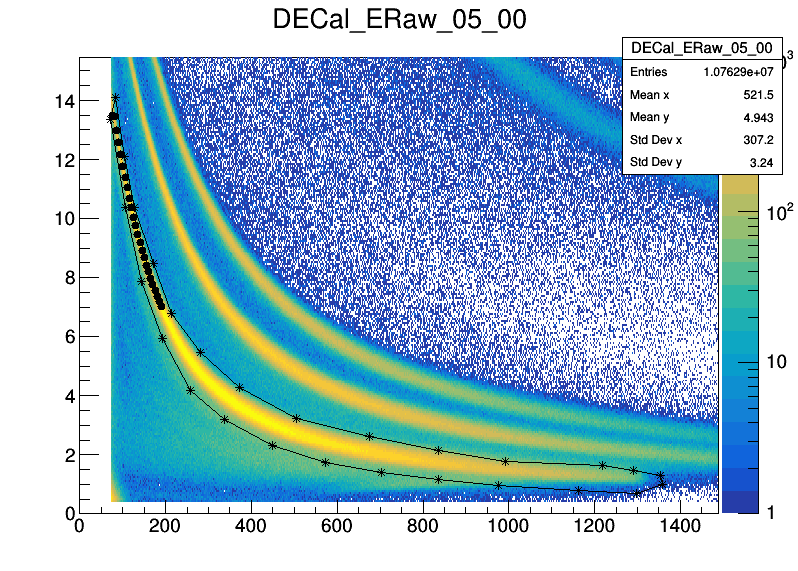 DECal_ERaw_05_00
DECal_ERaw_05_00
Entries 1.07629e+07
Mean x 521.5
Mean y 4.943
Std Dev x 307.2
Std Dev y 3.24
14
12
10
8
6
4
2
0
0 200 400 600 800 1000 1200 1400
10³
10²
10
1